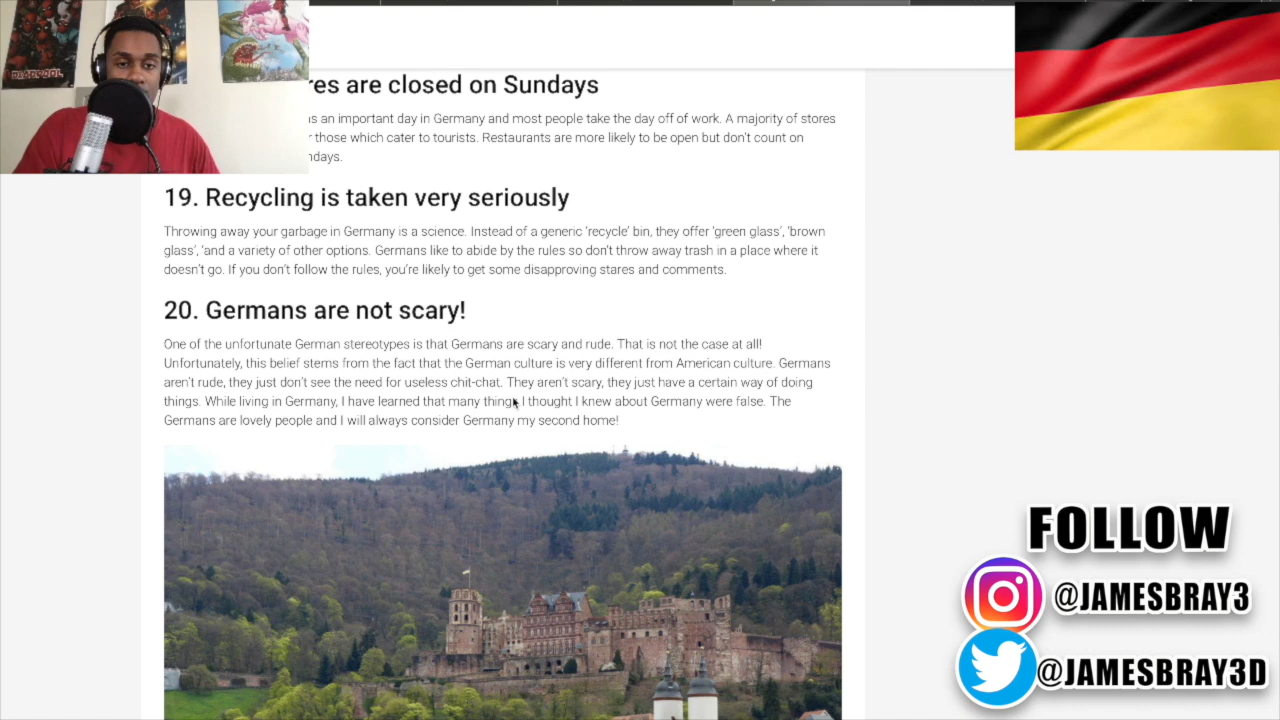 DEADPOOL
res are closed on Sundays
as an important day in Germany and most people take the day off of work. A majority of stores
r those which cater to tourists. Restaurants are more likely to be open but don't count on
ndays.
19. Recycling is taken very seriously
Throwing away your garbage in Germany is a science. Instead of a generic 'recycle' bin, they offer 'green glass', 'brown
glass', 'and a variety of other options. Germans like to abide by the rules so don't throw away trash in a place where it
doesn't go. If you don't follow the rules, you're likely to get some disapproving stares and comments.
20. Germans are not scary!
One of the unfortunate German stereotypes is that Germans are scary and rude. That is not the case at all!
Unfortunately, this belief stems from the fact that the German culture is very different from American culture. Germans
aren't rude, they just don't see the need for useless chit-chat. They aren't scary, they just have a certain way of doing
things. While living in Germany, I have learned that many things I thought I knew about Germany were false. The
Germans are lovely people and I will always consider Germany my second home!
FOLLOW
@JAMESBRAY3
@JAMESBRAY3D